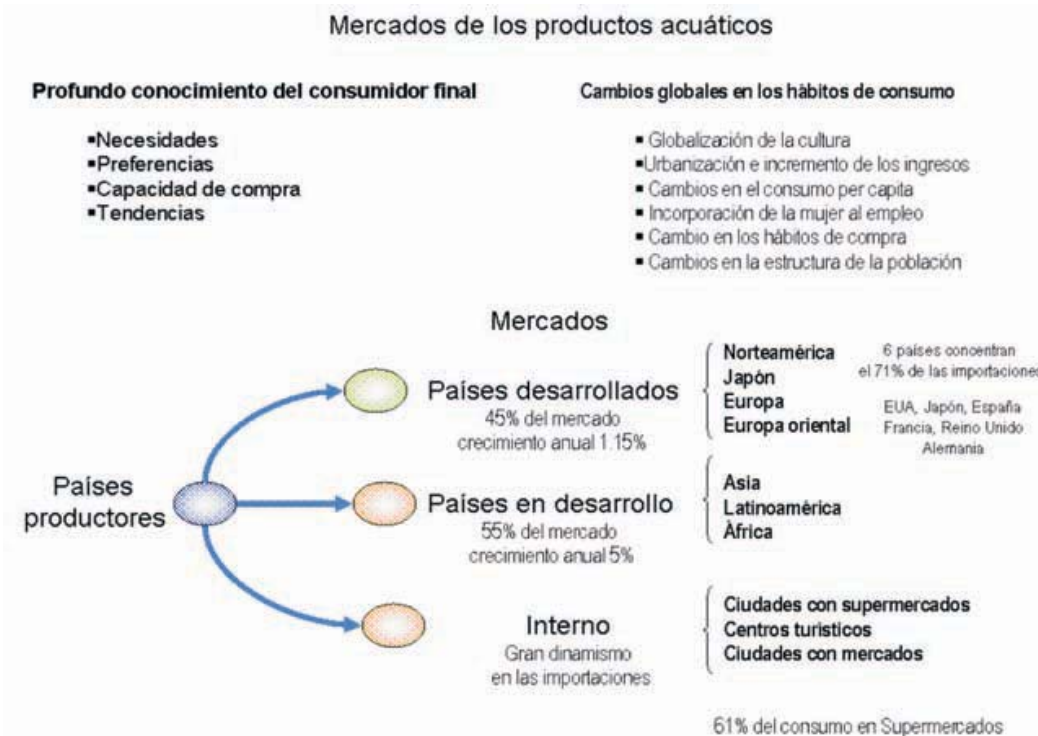 Mercados de los productos acuáticos
Profundo conocimiento del consumidor final
▪Necesidades
▪Preferencias
▪Capacidad de compra
▪Tendencias
Cambios globales en los hàbitos de consumo
▪ Globalización de la cultura
▪Urbanización e incremento de los ingresos
▪ Cambios en el consumo per capita
▪ Incorporación de la mujer al empleo
▪ Cambio en los hábitos de compra
▪ Cambios en la estructura de la población
Mercados
Países
productores
Países desarrollados
45% del mercado
crecimiento anual 1.15%
Norteamérica
Japón
Europa
Europa oriental
6 países concentran
el 71% de las importaciones
EUA, Japón, España
Francia, Reino Unido
Alemania
Países en desarrollo
55% del mercado
crecimiento anual 5%
Asia
Latinoamérica
Àfrica
Interno
Gran dinamismo
en las importaciones
Ciudades con supermercados
Centros turisticos
Ciudades con mercados
61% del consumo en Supermercados